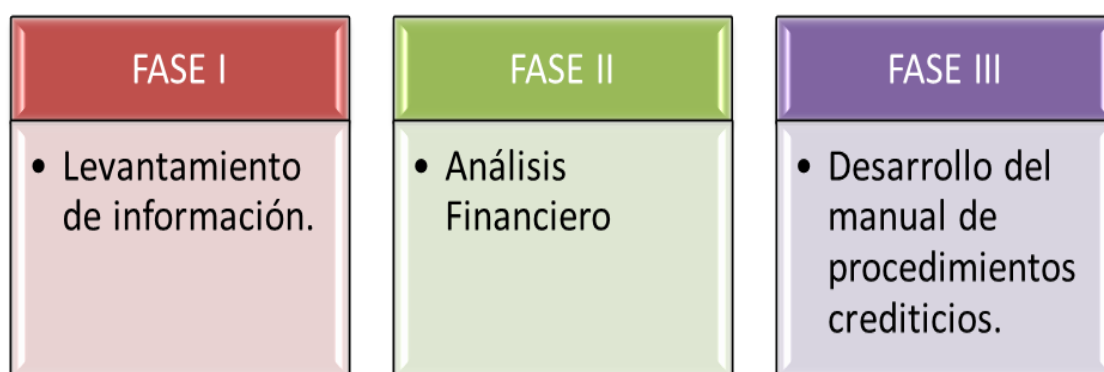 FASE I
• Levantamiento
de información.
FASE II
• Análisis
Financiero
FASE III
• Desarrollo del
manual de
procedimientos
crediticios.